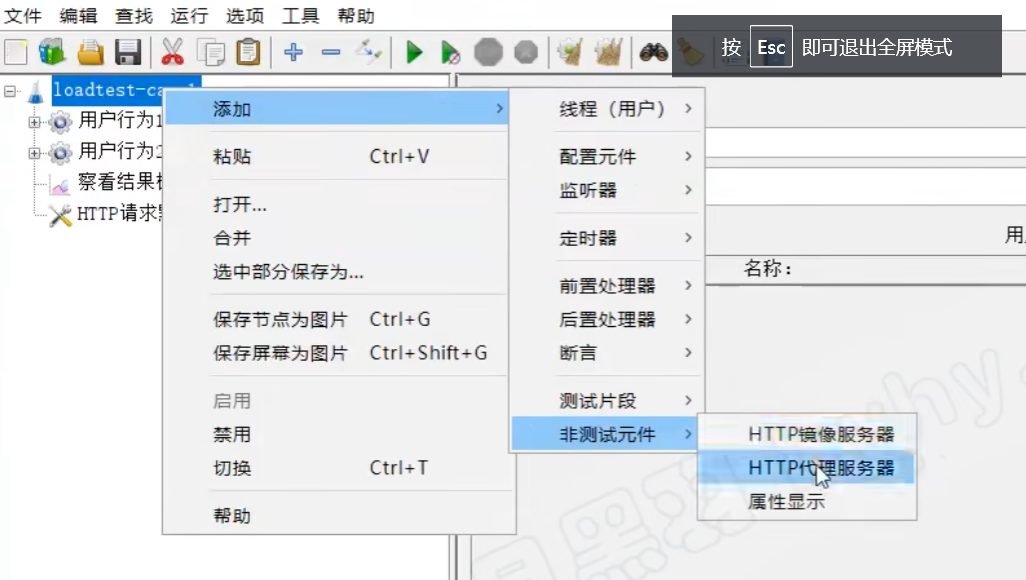 文件 编辑 查找 运行 选项 工具 帮助
按 Esc 即可退出全屏模式
loadtest-ca
用户行为1
用户行为2
察看结果
HTTP请求
添加
粘贴 Ctrl+V
打开...
合并
选中部分保存为...
保存节点为图片 Ctrl+G
保存屏幕为图片 Ctrl+Shift+G
启用
禁用
切换 Ctrl+T
帮助
线程（用户）
配置元件
监听器
定时器
前置处理器
后置处理器
断言
测试片段
非测试元件
HTTP镜像服务器
HTTP代理服务器
属性显示
用
名称：